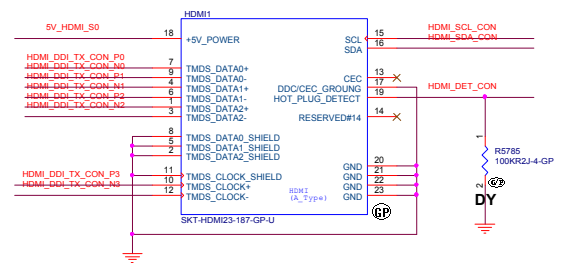 HDMI1
5V_HDMI_S0
18
+5V_POWER
SCL
15
HDMI_SCL_CON
SDA
16
HDMI_SDA_CON
HDMI_DDI_TX_CON_P0
7
TMDS_DATA0+
HDMI_DDI_TX_CON_N0
9
TMDS_DATA0-
CEC
13
HDMI_DDI_TX_CON_P1
4
TMDS_DATA1+
DDC/CEC_GROUNG
17
HDMI_DET_CON
HDMI_DDI_TX_CON_N1
6
TMDS_DATA1-
HOT_PLUG_DETECT
19
HDMI_DDI_TX_CON_P2
1
TMDS_DATA2+
HDMI_DDI_TX_CON_N2
3
TMDS_DATA2-
RESERVED#14
14
8
TMDS_DATA0_SHIELD
5
TMDS_DATA1_SHIELD
2
TMDS_DATA2_SHIELD
1
R5785
100KR2J-4-GP
2
GP
DY
HDMI_DDI_TX_CON_P3
11
TMDS_CLOCK_SHIELD
10
TMDS_CLOCK+
HDMI_DDI_TX_CON_N3
12
TMDS_CLOCK-
GND
20
GND
21
GND
22
GND
23
HDMI
(A_Type)
GP
SKT-HDMI23-187-GP-U